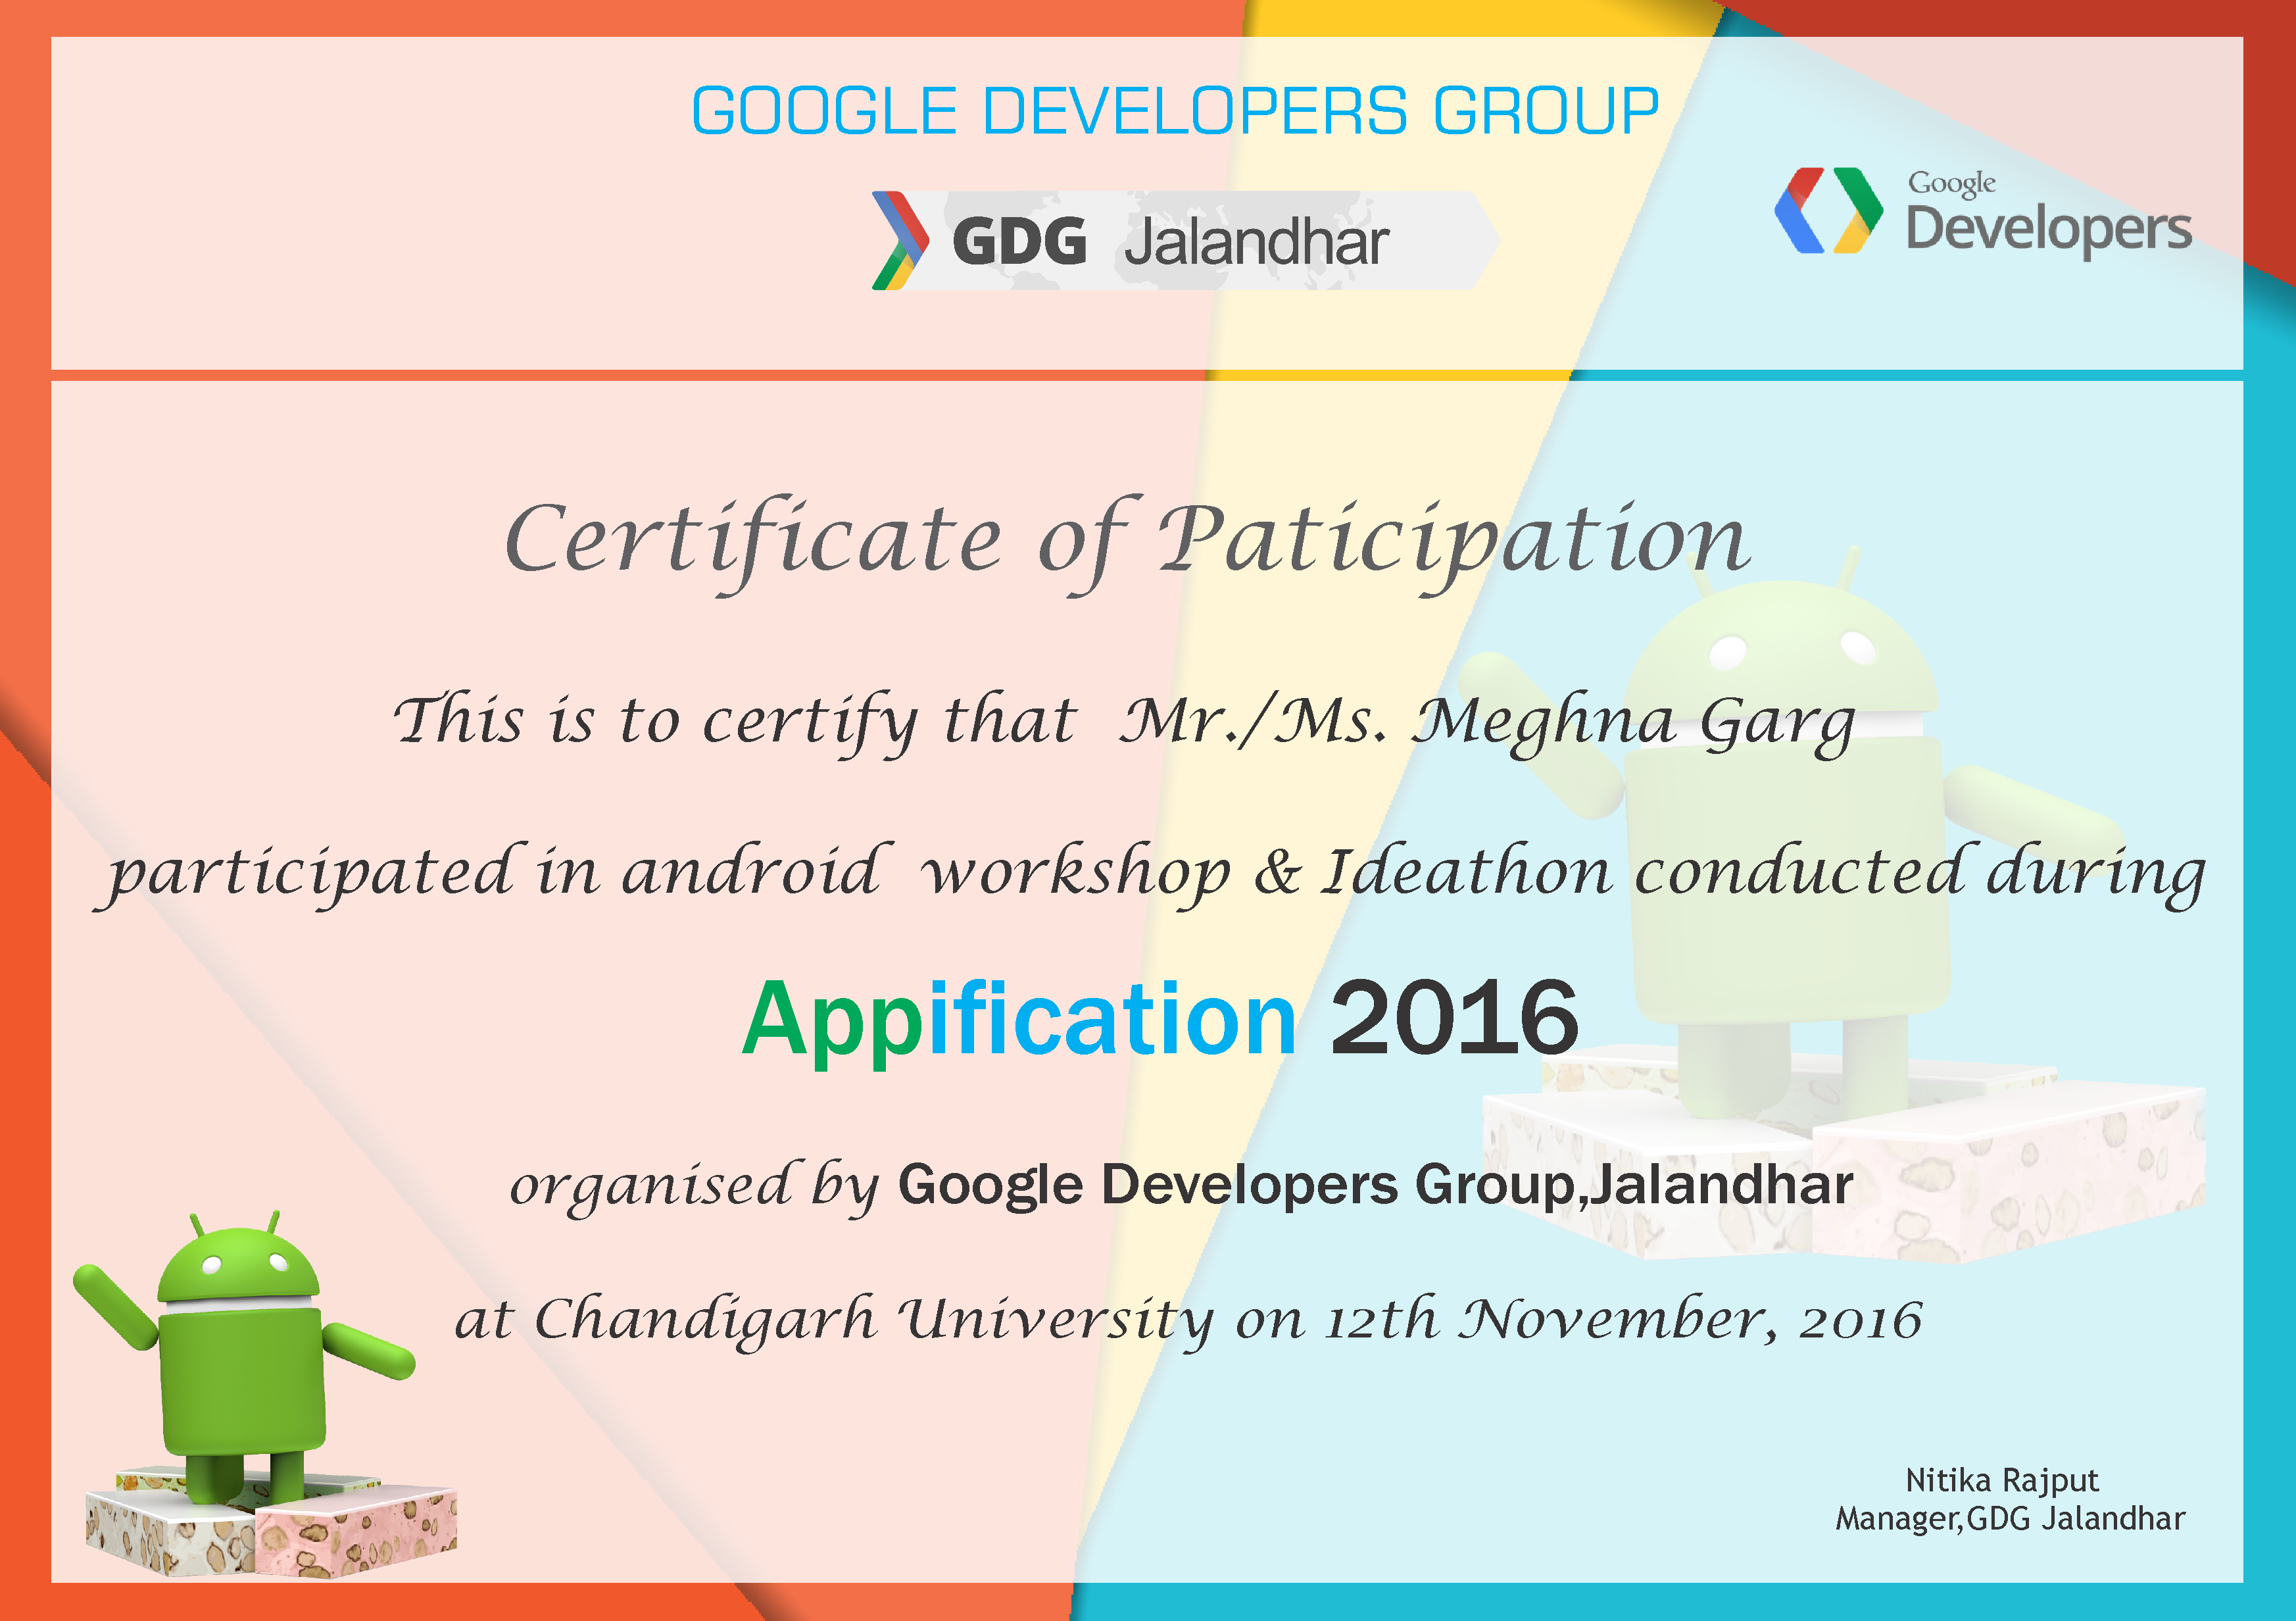 GOOGLE DEVELOPERS GROUP
GDG Jalandhar
Google
Developers
Certificate of Paticipation
This is to certify that Mr./Ms. Meghna Garg
participated in android workshop & Ideathon conducted during
Appification 2016
organised by Google Developers Group,Jalandhar
at Chandigarh University on 12th November, 2016
Nitika Rajput
Manager,GDG Jalandhar